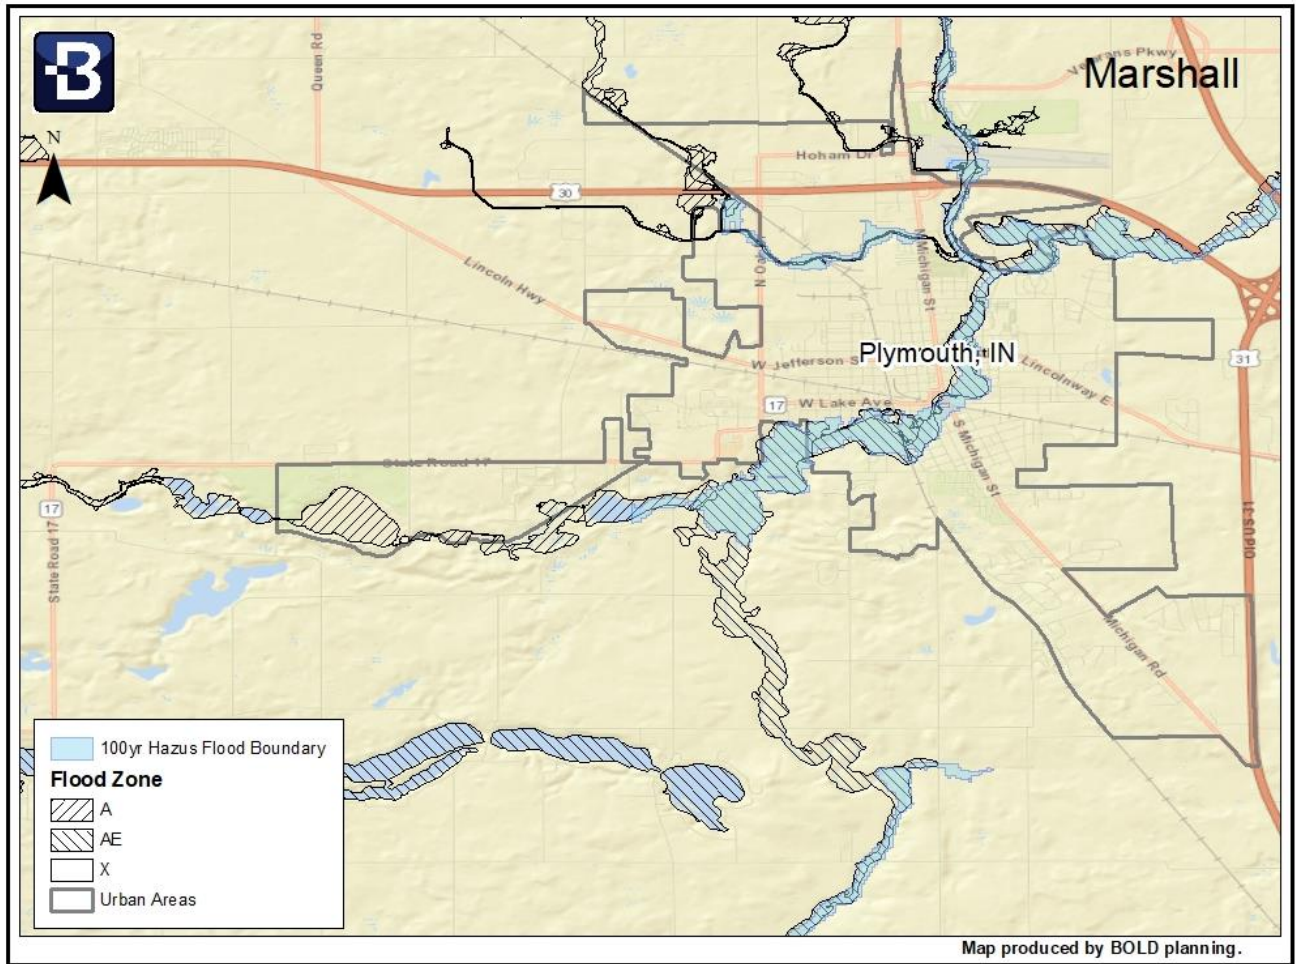 B
Queen Rd
Veterans Pkwy
Marshall
N
Hoham Dr
30
Lincoln Hwy
N Oak
N Michigan St
Plymouth, IN
W Jefferson S
Lincolnway E
31
17
W Lake Ave
State Road 17
S Michigan St
17
State Road 17
Old US 31
Michigan Rd
100yr Hazus Flood Boundary
Flood Zone
A
AE
X
Urban Areas
Map produced by BOLD planning.